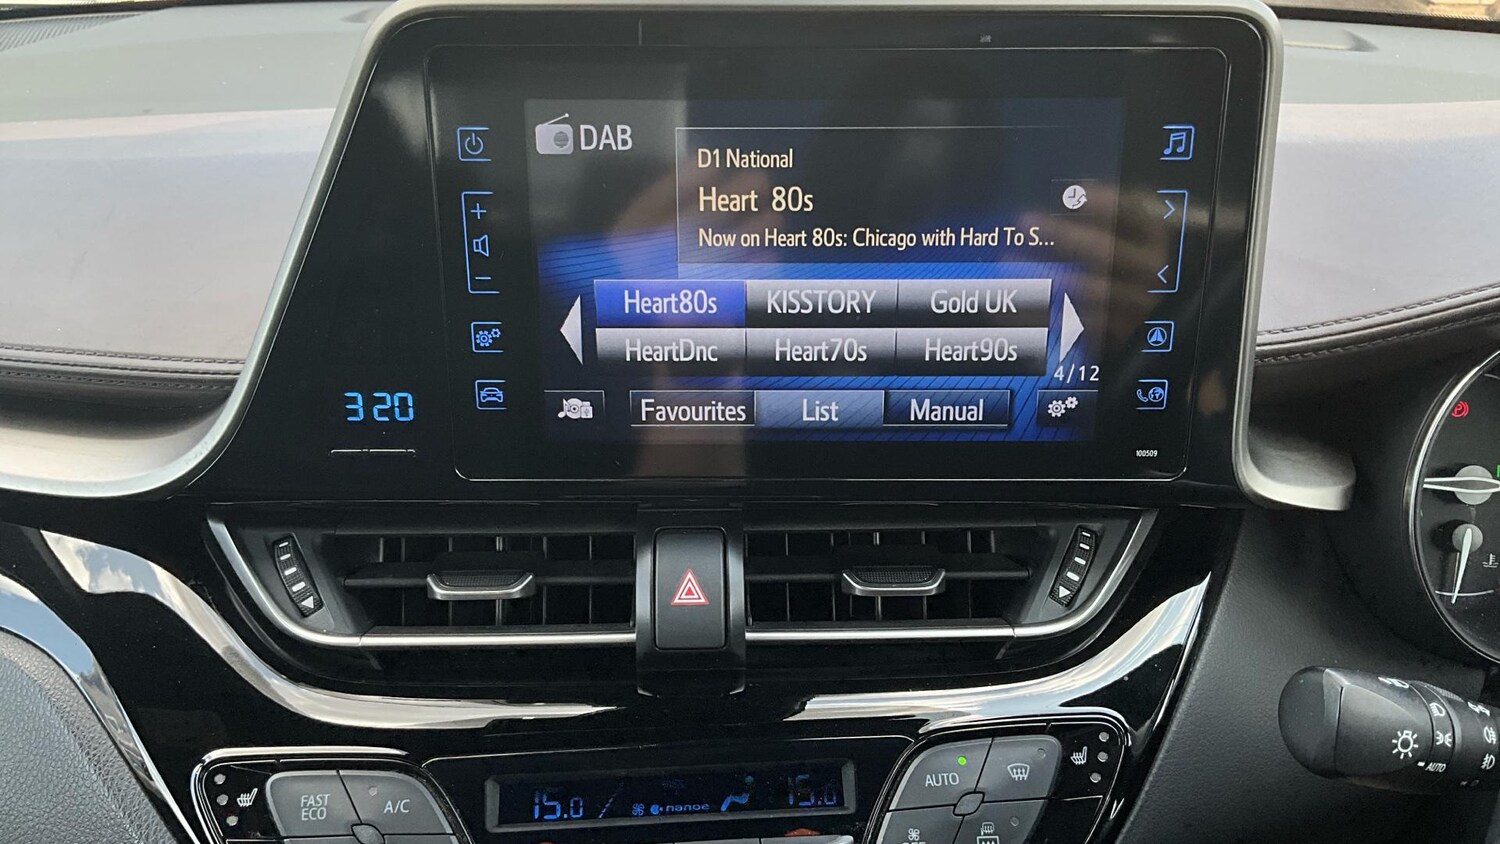 DAB
D1 National
Heart 80s
Now on Heart 80s: Chicago with Hard To S...
Heart80s KISSTORY Gold UK
HeartDnc Heart70s Heart90s
4/12
Favourites List Manual
3 20
100509
FAST
ECO
A/C
15.0 nanoe 15.0
AUTO
AUTO